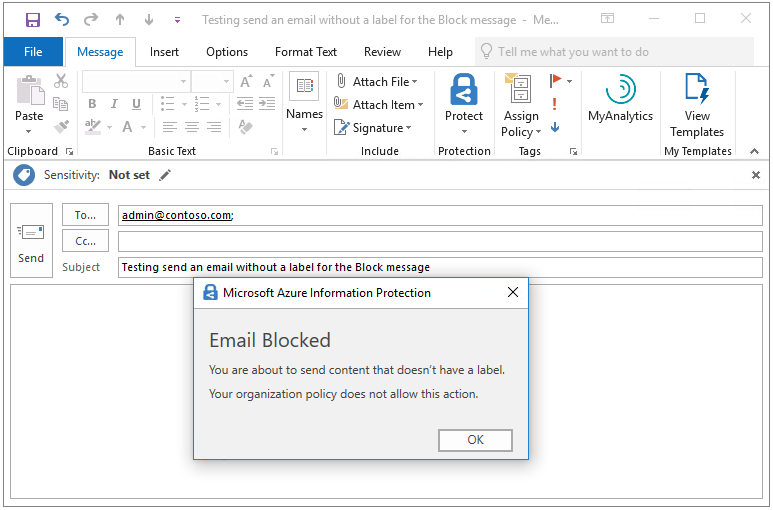 Testing send an email without a label for the Block message - Me...
File Message Insert Options Format Text Review Help Tell me what you want to do
Paste
Clipboard
B I U
A A
ab A
Basic Text
Names
Attach File
Attach Item
Signature
Include
Protect
Protection
Assign
Policy
Tags
MyAnalytics
View
Templates
My Templates
Sensitivity: Not set
Send
To... admin@contoso.com;
Cc...
Subject Testing send an email without a label for the Block message
Microsoft Azure Information Protection
Email Blocked
You are about to send content that doesn't have a label.
Your organization policy does not allow this action.
OK